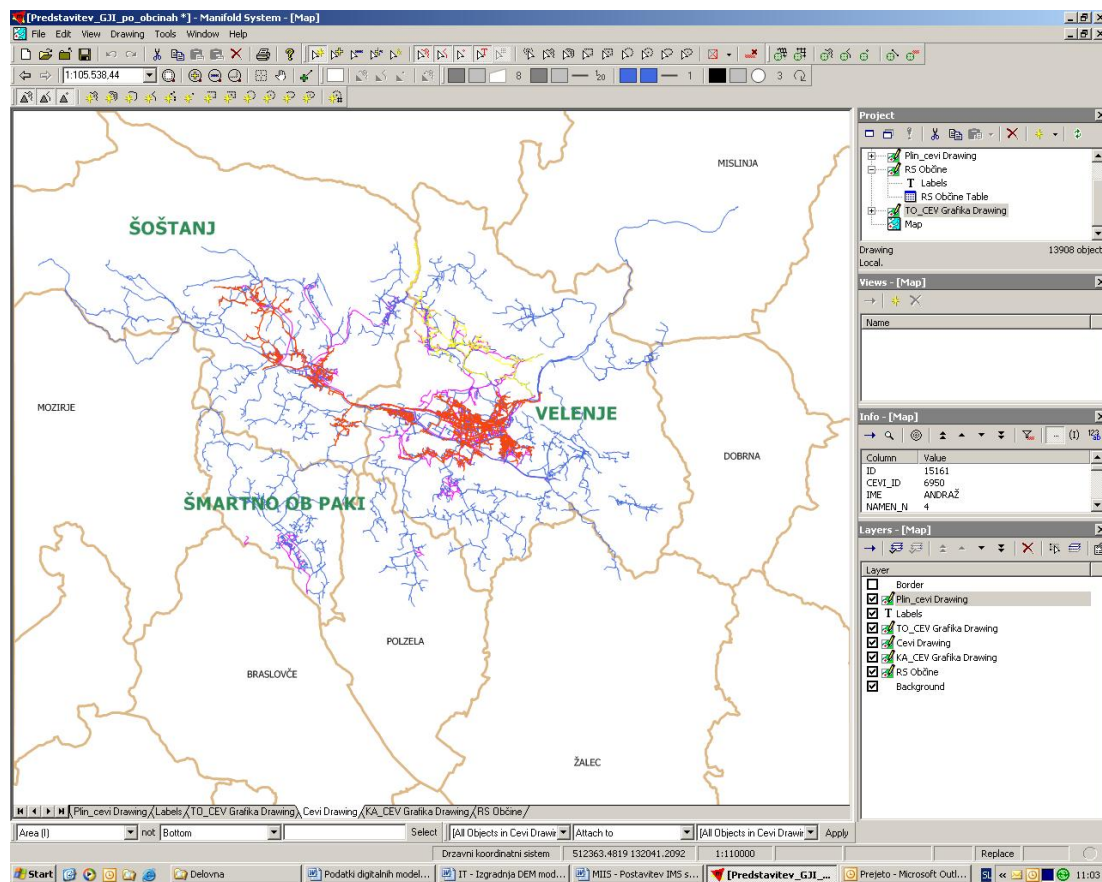 [Predstavitev_GJI_po_obcinah *] - Manifold System - [Map]
File Edit View Drawing Tools Window Help
1:105.538,44
8
1
3
Project
Plin_cevi Drawing
RS Občine
T Labels
RS Občine Table
TO_CEV Grafika Drawing
Map
Drawing 13908 object
Local.
Views - [Map]
Name
Info - [Map]
Column Value
ID 15161
CEVI_ID 6950
IME ANDRAŽ
NAMEN_N 4
Layers - [Map]
Layer
Border
Plin_cevi Drawing
T Labels
TO_CEV Grafika Drawing
Cevi Drawing
KA_CEV Grafika Drawing
RS Občine
Background
MISLINJA
ŠOŠTANJ
MOZIRJE
VELENJE
DOBRNA
ŠMARTNO OB PAKI
POLZELA
BRASLOVČE
ŽALEC
Plin_cevi Drawing Labels TO_CEV Grafika Drawing Cevi Drawing KA_CEV Grafika Drawing RS Občine
Area (I) not Bottom Select [All Objects in Cevi Drawir Attach to [All Objects in Cevi Drawir Apply
Drzavni koordinatni sistem 512363.4819 132041.2092 1:110000 Replace
Start Delovna Podatki digitalnih model... IT - Izgradnja DEM mod... MIIS - Postavitev IMS s... [Predstavitev_GJI_... Prejeto - Microsoft Outl... SL 11:03